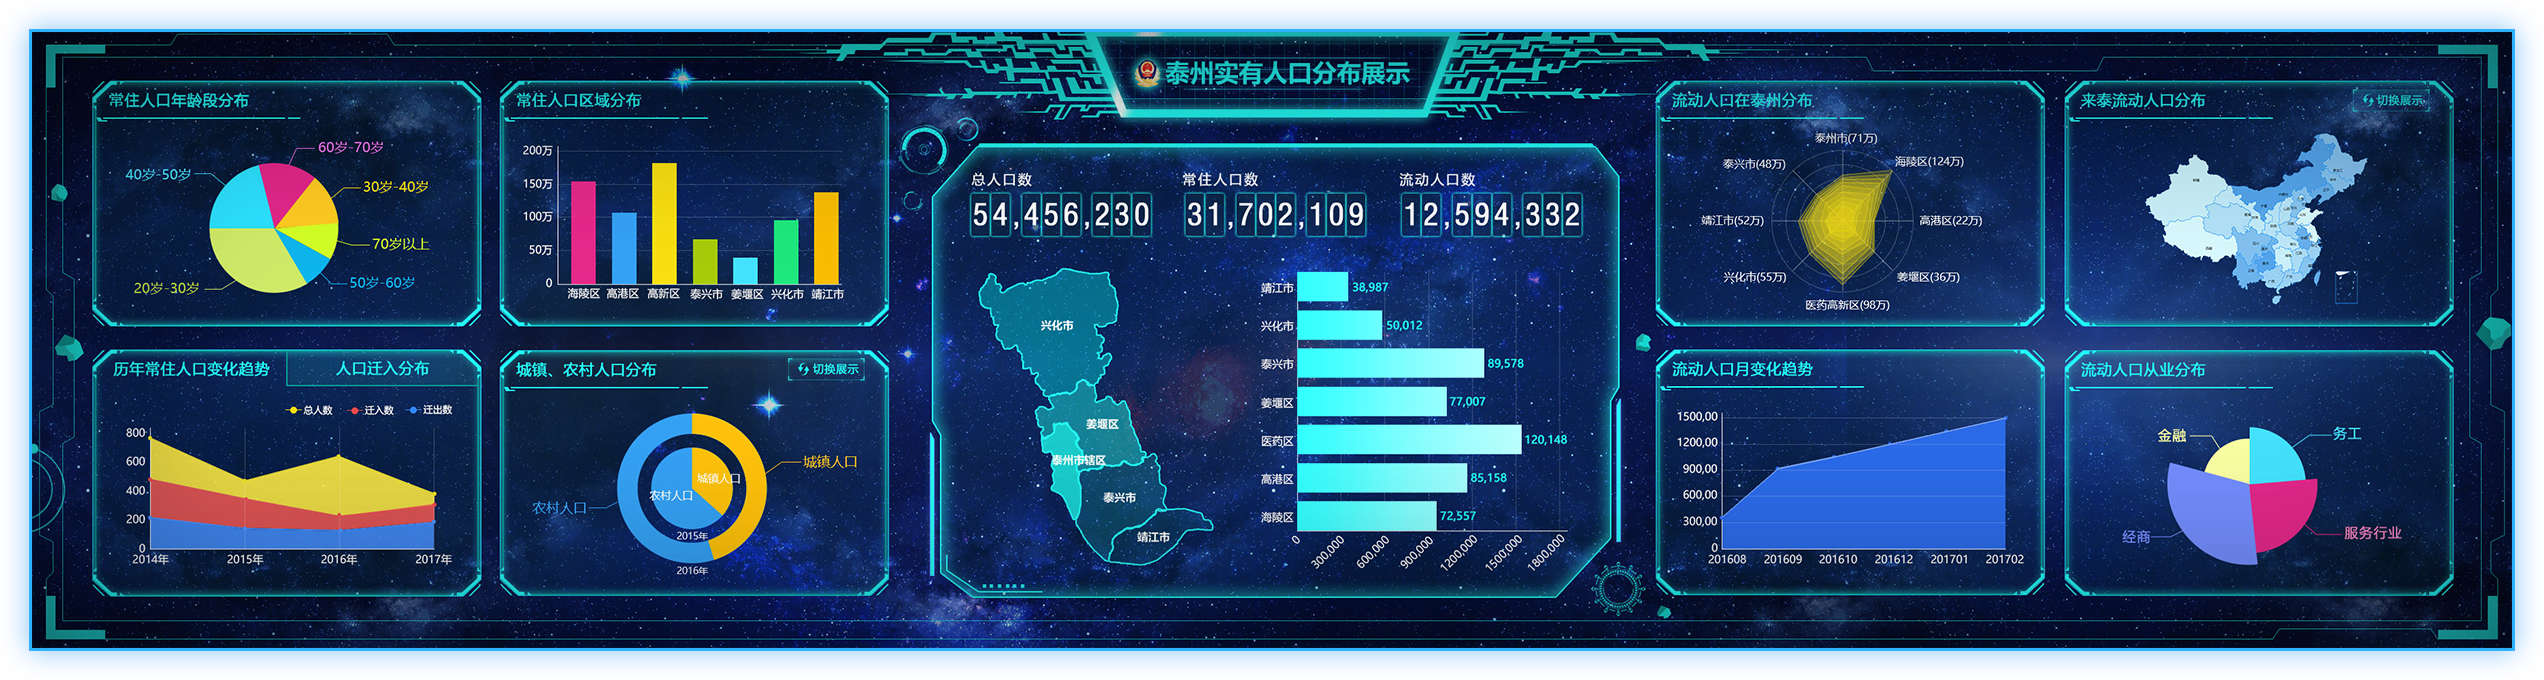 泰州实有人口分布展示
常住人口年龄段分布
60岁-70岁
40岁-50岁
30岁-40岁
70岁以上
50岁-60岁
20岁-30岁
常住人口区域分布
200万
150万
100万
50万
0
海陵区 高港区 高新区 泰兴市 姜堰区 兴化市 靖江市
历年常住人口变化趋势
人口迁入分布
总人数 迁入数 迁出数
800
600
400
200
0
2014年 2015年 2016年 2017年
城镇、农村人口分布
切换展示
城镇人口
城镇人口
农村人口
农村人口
2015年
2016年
总人口数 常住人口数 流动人口数
54,456,230 31,702,109 12,594,332
兴化市
姜堰区
泰州市辖区
泰兴市
靖江市
靖江市 38,987
兴化市 50,012
泰兴市 89,578
姜堰区 77,007
医药区 120,148
高港区 85,158
海陵区 72,557
0 300,000 600,000 900,000 1200,000 1500,000 1800,000
流动人口在泰州分布
泰州市(71万)
泰兴市(48万) 海陵区(124万)
靖江市(52万) 高港区(22万)
兴化市(55万) 姜堰区(36万)
医药高新区(98万)
来泰流动人口分布
切换展示
流动人口月变化趋势
1500,00
1200,00
900,00
600,00
300,00
0
201608 201609 201610 201612 201701 201702
流动人口从业分布
金融 务工
经商 服务行业